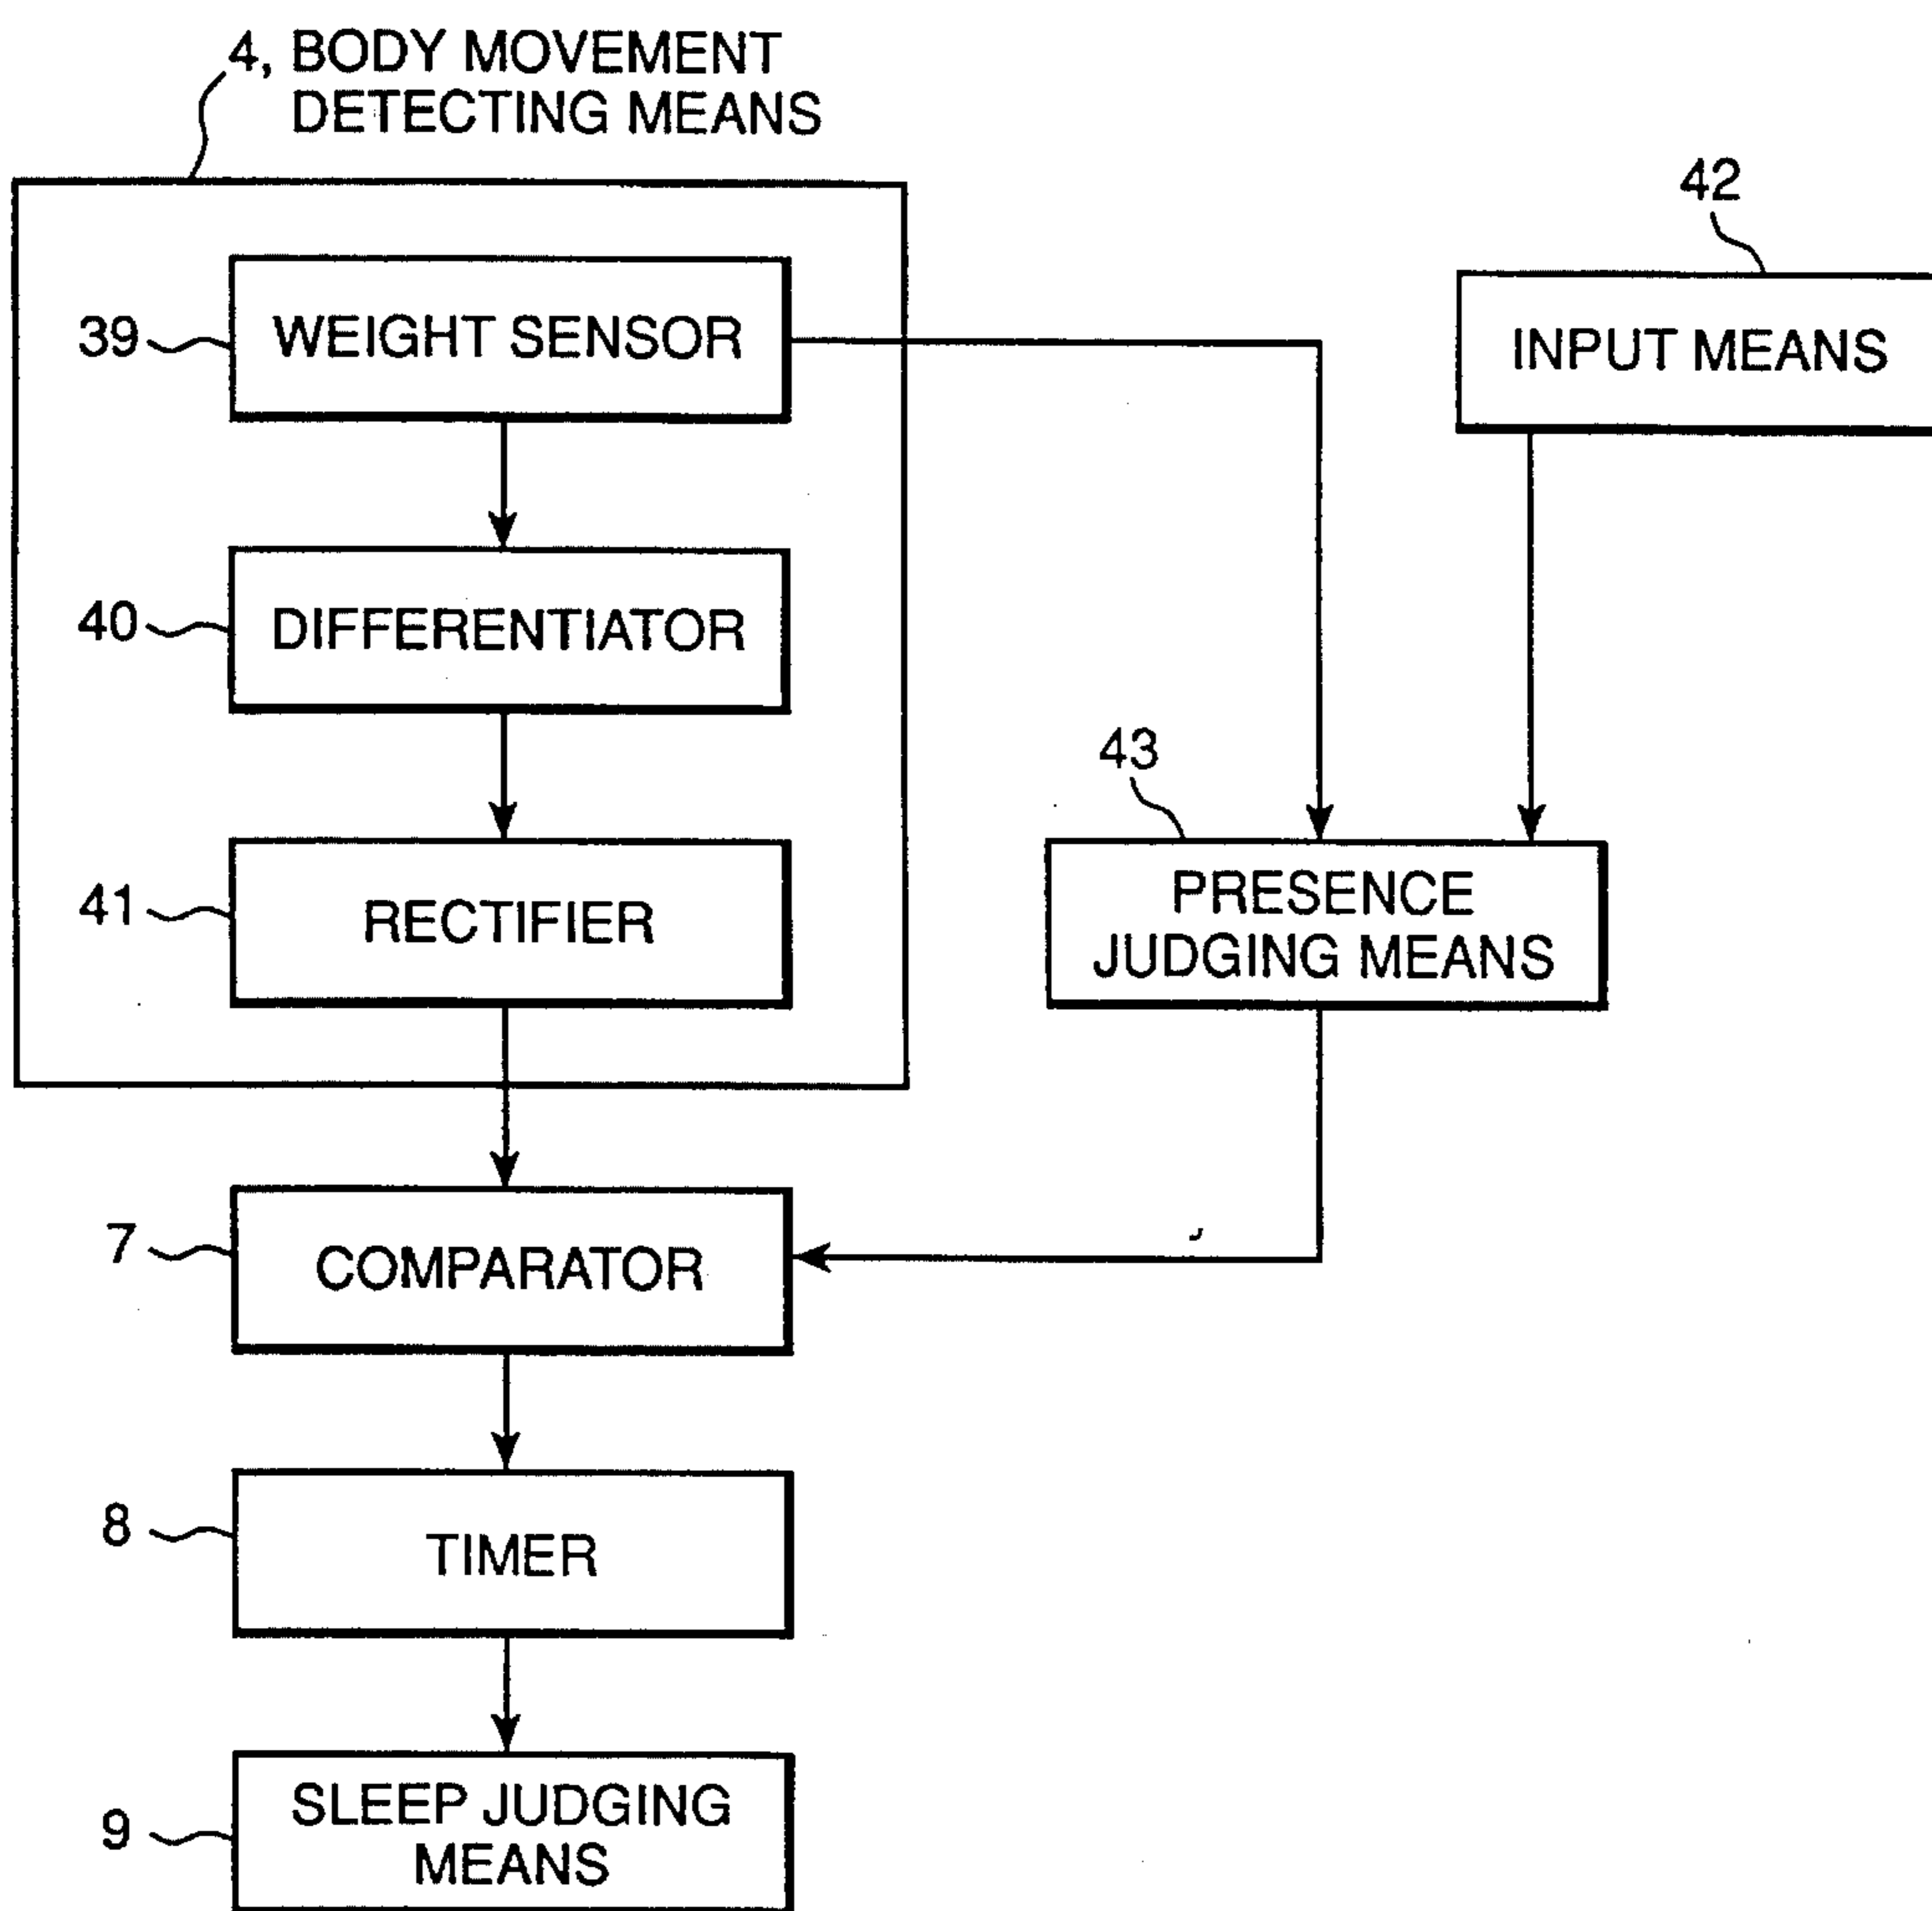 4, BODY MOVEMENT
DETECTING MEANS
42
39
WEIGHT SENSOR
INPUT MEANS
40
DIFFERENTIATOR
43
41
RECTIFIER
PRESENCE
JUDGING MEANS
7
COMPARATOR
8
TIMER
9
SLEEP JUDGING
MEANS